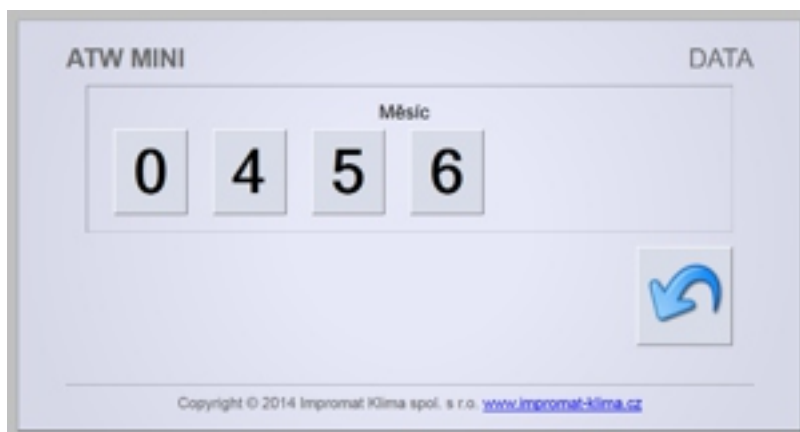 ATW MINI DATA
Měsíc
0 4 5 6
Copyright © 2014 Impromat Klima spol. s r.o. www.impromat-klima.cz